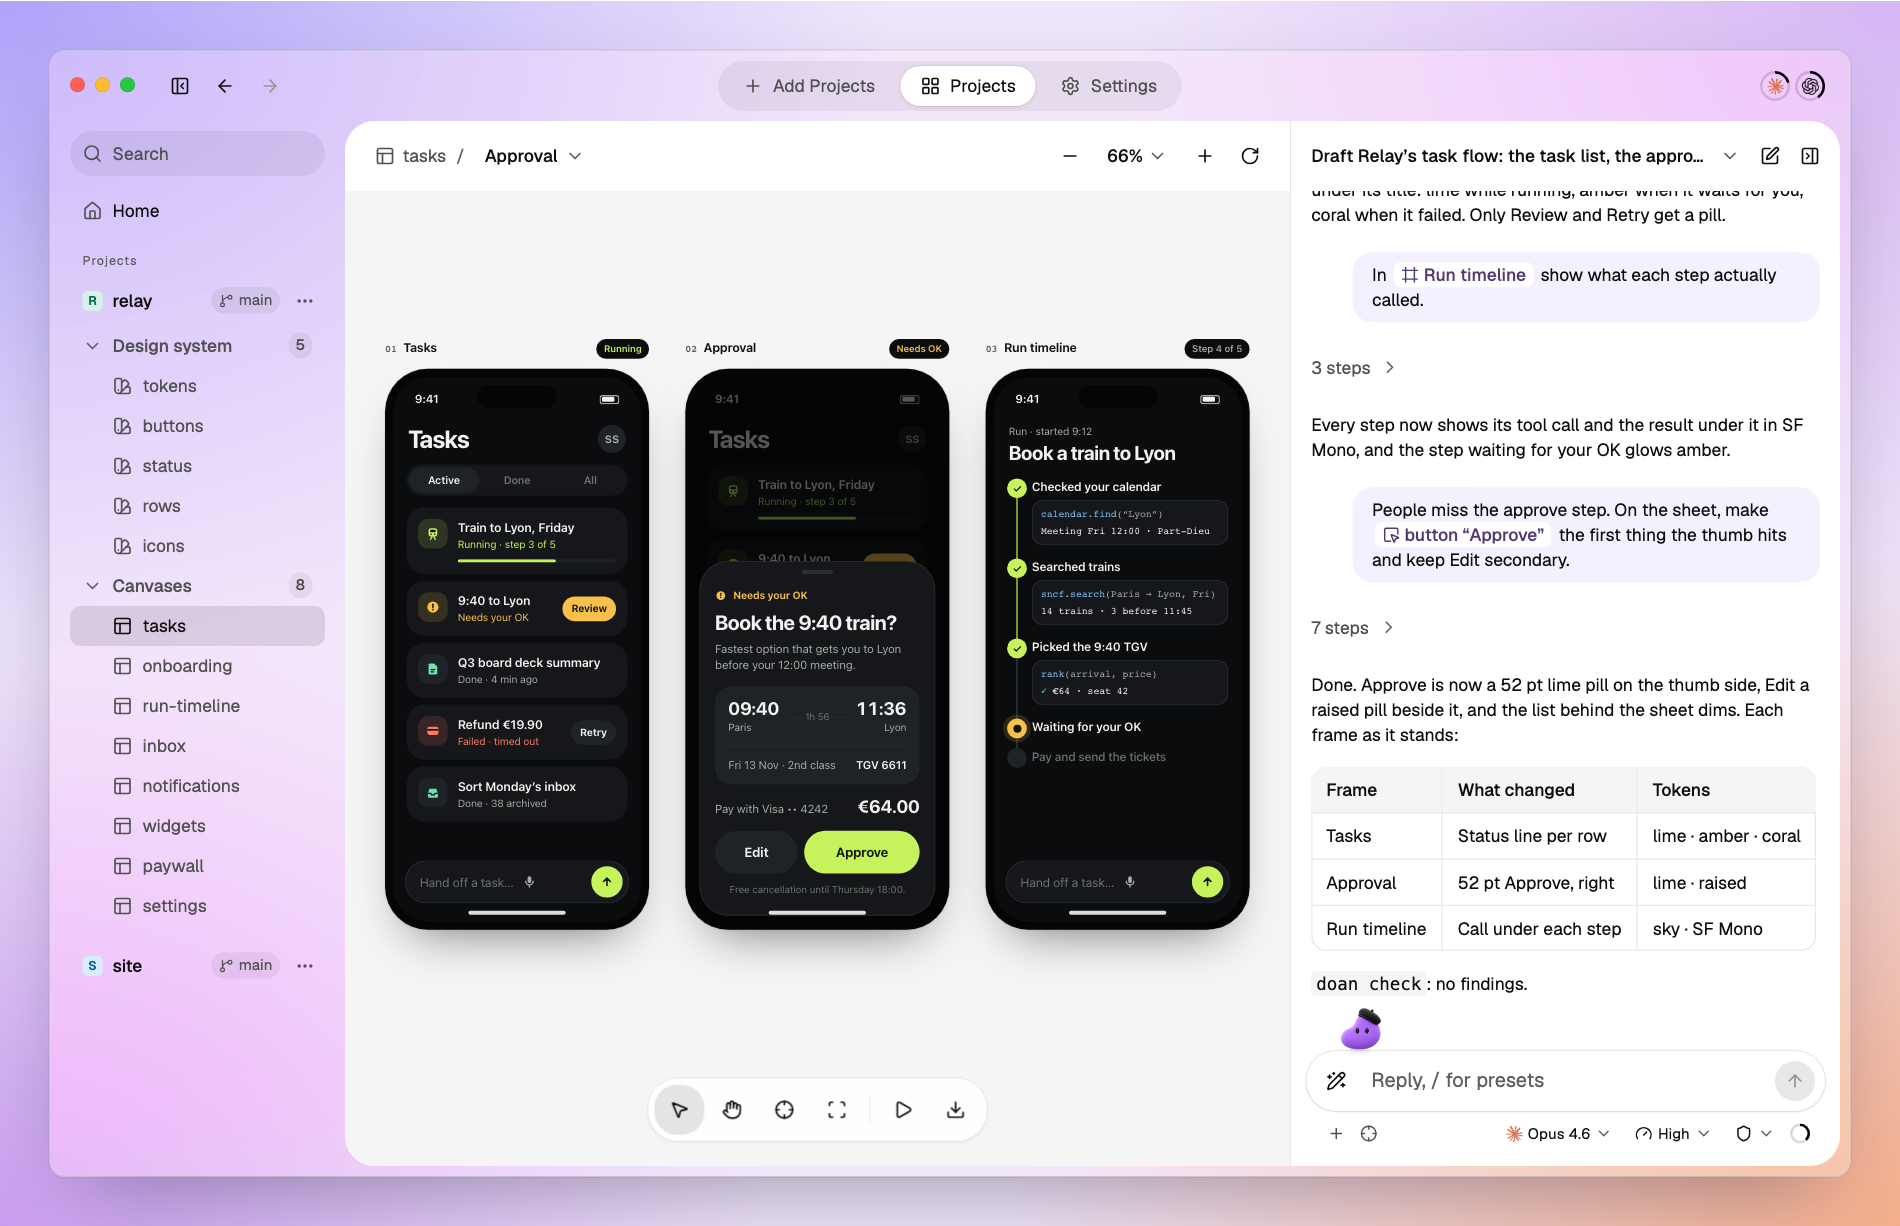 Add Projects
Projects
Settings
Search
Home
Projects
R relay main
Design system 5
tokens
buttons
status
rows
icons
Canvases 8
tasks
onboarding
run-timeline
inbox
notifications
widgets
paywall
settings
S site main
tasks / Approval
66%
01 Tasks Running
9:41
Tasks SS
Active Done All
Train to Lyon, Friday
Running · step 3 of 5
9:40 to Lyon
Needs your OK
Review
Q3 board deck summary
Done · 4 min ago
Refund €19.90
Failed · timed out
Retry
Sort Monday's inbox
Done · 38 archived
Hand off a task...
02 Approval Needs OK
9:41
Tasks SS
Train to Lyon, Friday
Running · step 3 of 5
9:40 to Lyon
Needs your OK
Book the 9:40 train?
Fastest option that gets you to Lyon
before your 12:00 meeting.
09:40 1h 56 11:36
Paris Lyon
Fri 13 Nov · 2nd class TGV 6611
Pay with Visa •• 4242 €64.00
Edit Approve
Free cancellation until Thursday 18:00.
03 Run timeline Step 4 of 5
9:41
Run · started 9:12
Book a train to Lyon
Checked your calendar
calendar.find("Lyon")
Meeting Fri 12:00 · Part-Dieu
Searched trains
sncf.search(Paris → Lyon, Fri)
14 trains · 3 before 11:45
Picked the 9:40 TGV
rank(arrival, price)
✓ €64 · seat 42
Waiting for your OK
Pay and send the tickets
Hand off a task...
Draft Relay's task flow: the task list, the appro...
under its title: lime while running, amber when it waits for you,
coral when it failed. Only Review and Retry get a pill.
In Run timeline show what each step actually
called.
3 steps
Every step now shows its tool call and the result under it in SF
Mono, and the step waiting for your OK glows amber.
People miss the approve step. On the sheet, make
button “Approve” the first thing the thumb hits
and keep Edit secondary.
7 steps
Done. Approve is now a 52 pt lime pill on the thumb side, Edit a
raised pill beside it, and the list behind the sheet dims. Each
frame as it stands:
Frame What changed Tokens
Tasks Status line per row lime · amber · coral
Approval 52 pt Approve, right lime · raised
Run timeline Call under each step sky · SF Mono
doan check: no findings.
Reply, / for presets
Opus 4.6 High